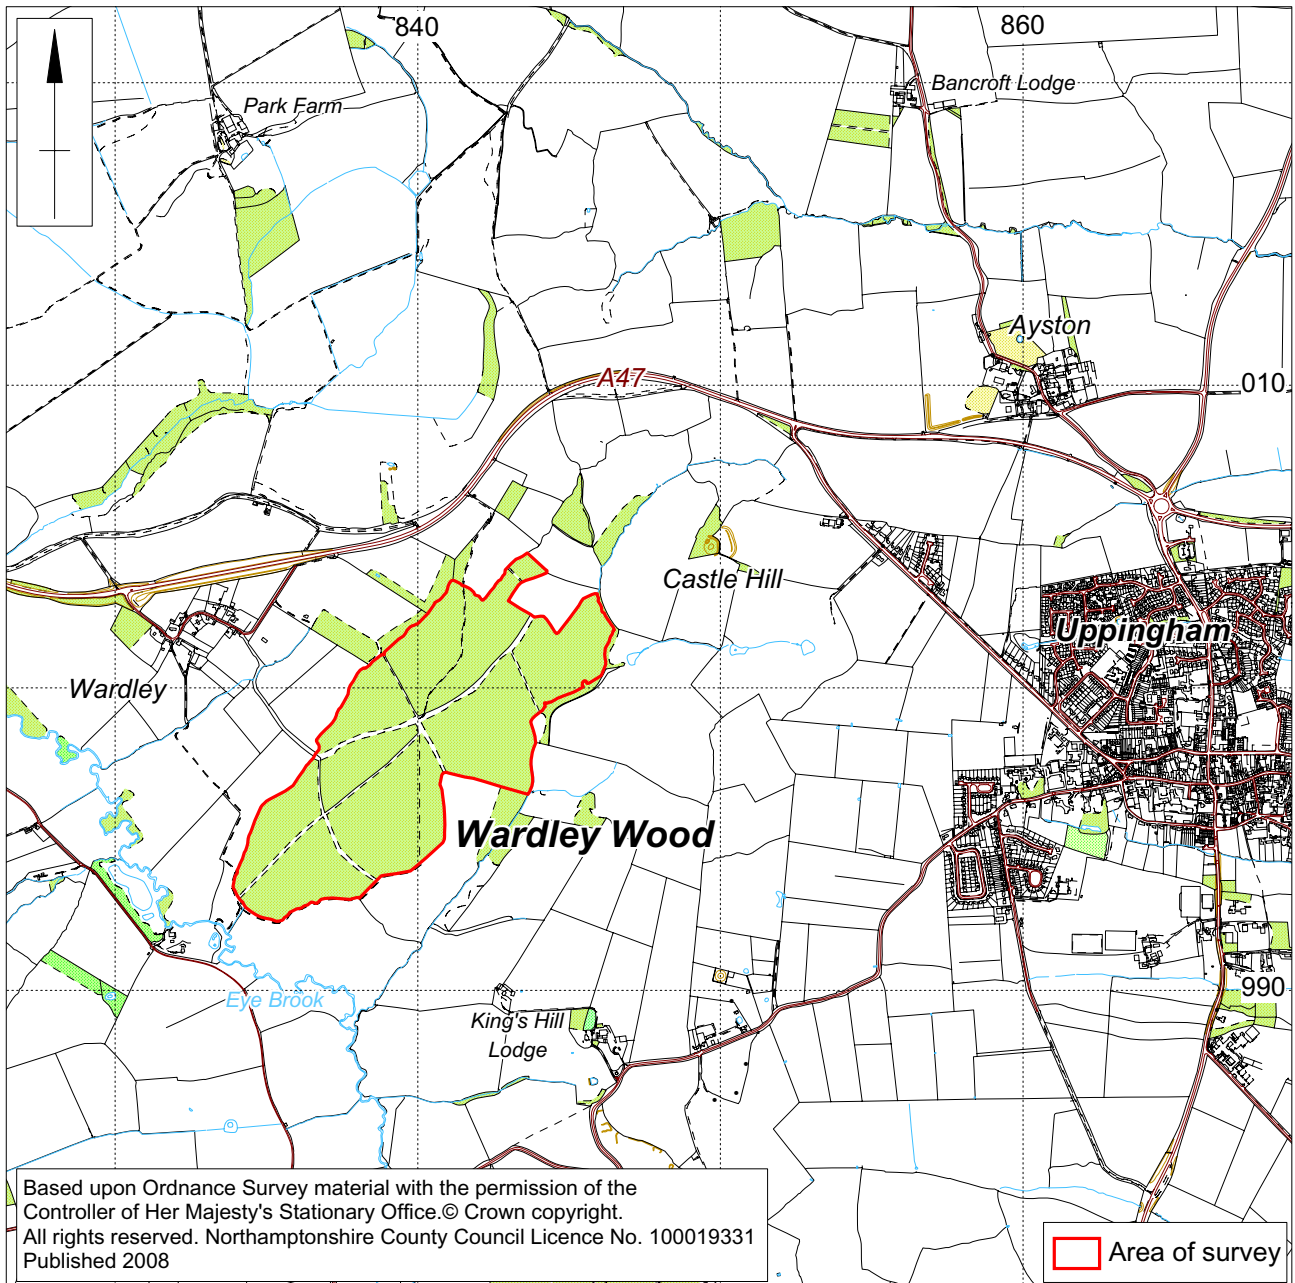 840
860
Park Farm
Bancroft Lodge
Ayston
A47
010
Castle Hill
Uppingham
Wardley
Wardley Wood
Eye Brook
990
King's Hill
Lodge
Based upon Ordnance Survey material with the permission of the
Controller of Her Majesty's Stationary Office.© Crown copyright.
All rights reserved. Northamptonshire County Council Licence No. 100019331
Published 2008
Area of survey